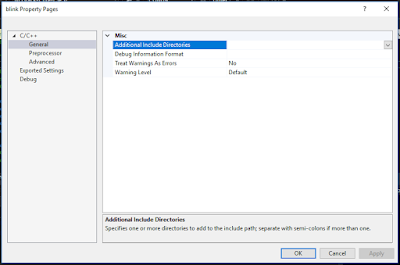 blink Property Pages
?
C/C++
General
Preprocessor
Advanced
Exported Settings
Debug
Misc
Additional Include Directories
Debug Information Format
Treat Warnings As Errors No
Warning Level Default
Additional Include Directories
Specifies one or more directories to add to the include path; separate with semi-colons if more than one.
OK Cancel Apply